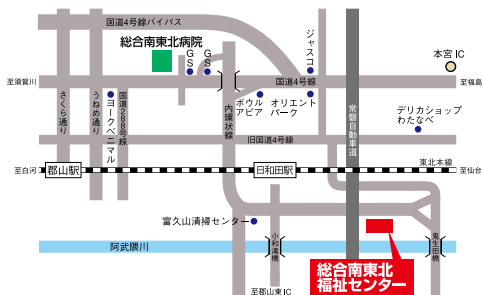 国道4号線バイパス
総合南東北病院
GS
GS
ジャスコ
本宮IC
至須賀川
国道4号線
至福島
さくら通り
うねめ通り
ヨークベニマル
国道288号線
内環状線
ボウル
アピア
オリエント
パーク
常磐自動車道
デリカショップ
わたなべ
旧国道4号線
東北本線
至白河
郡山駅
日和田駅
至仙台
富久山清掃センター
小和滝橋
鬼生田橋
阿武隈川
総合南東北
福祉センター
至郡山東IC